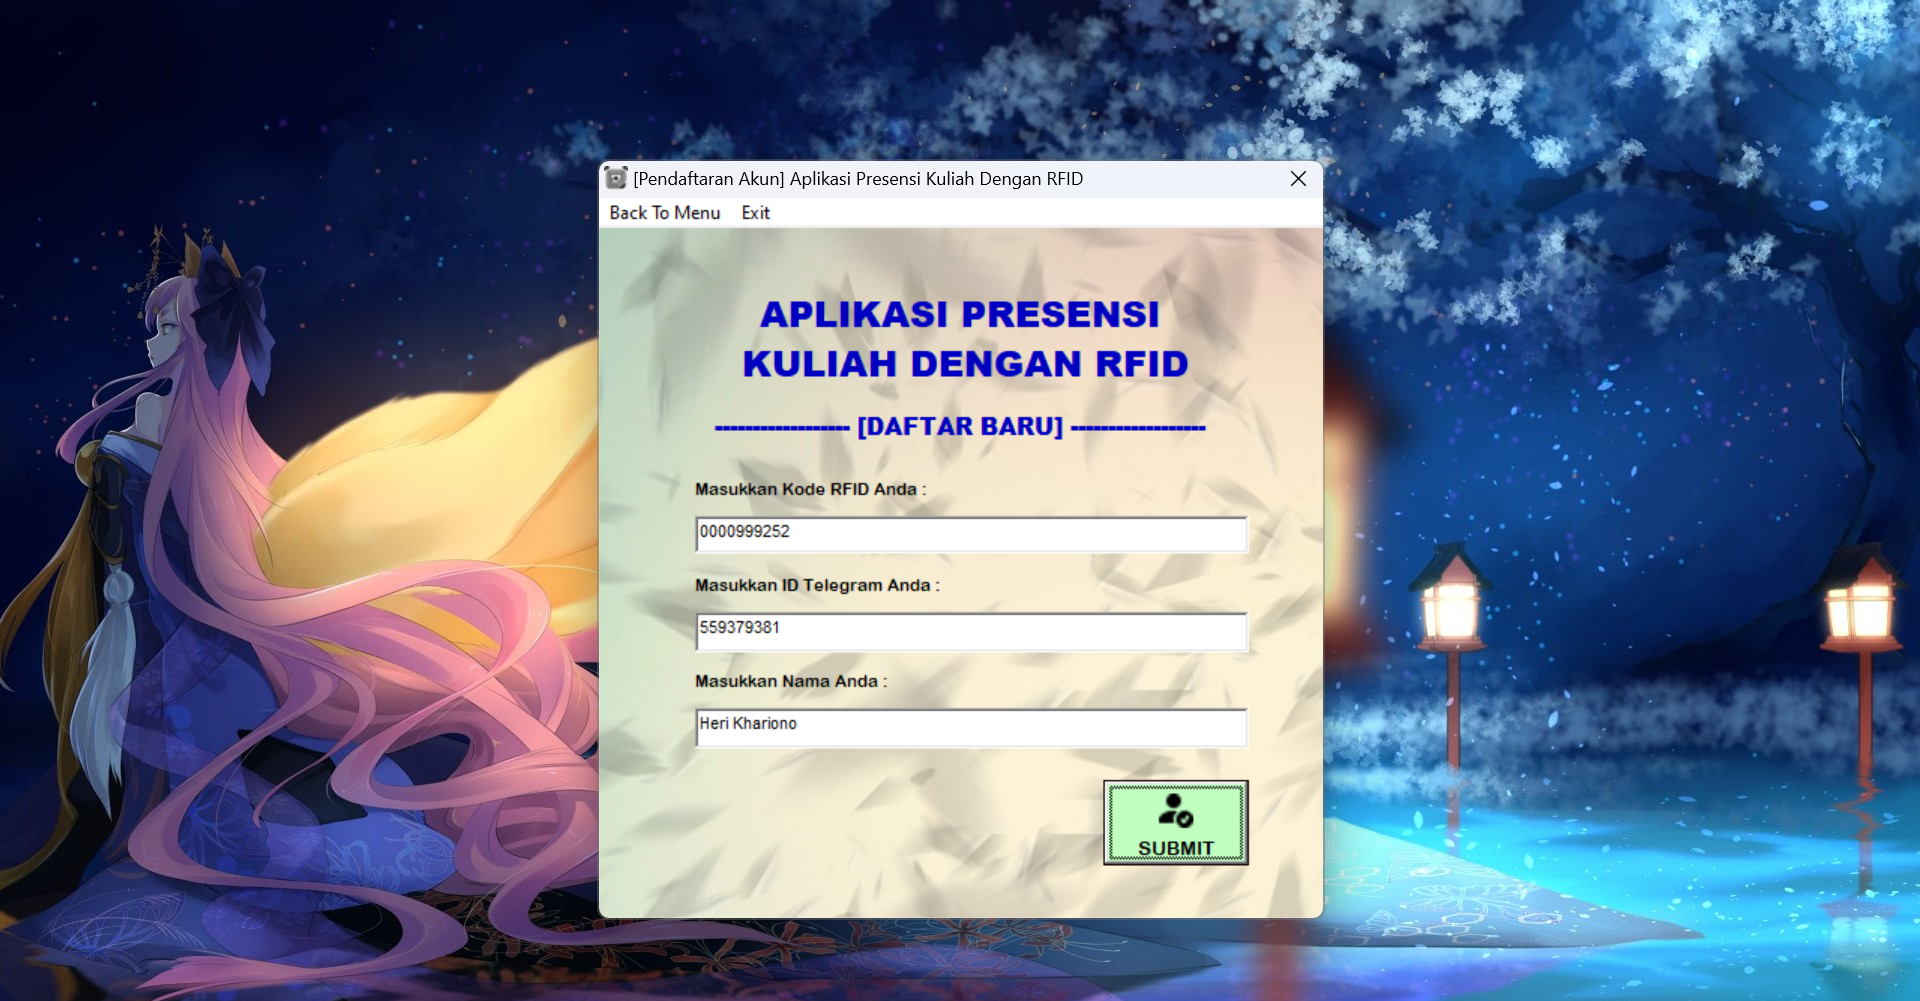 [Pendaftaran Akun] Aplikasi Presensi Kuliah Dengan RFID
Back To Menu Exit
APLIKASI PRESENSI
KULIAH DENGAN RFID
------------------ [DAFTAR BARU] ------------------
Masukkan Kode RFID Anda :
0000999252
Masukkan ID Telegram Anda :
559379381
Masukkan Nama Anda :
Heri Khariono
SUBMIT